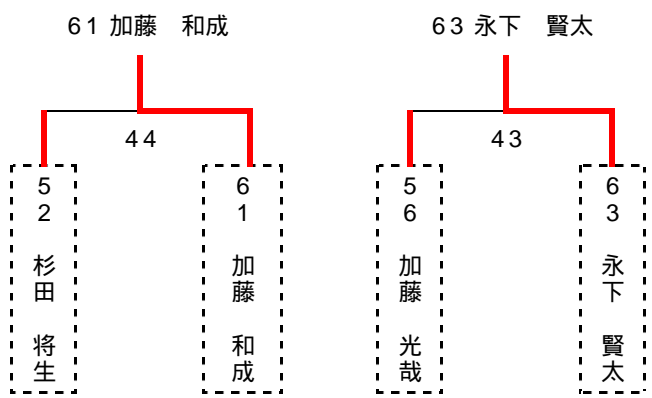 61 加藤 和成
63 永下 賢太
44
43
52 杉田 将生
61 加藤 和成
56 加藤 光哉
63 永下 賢太